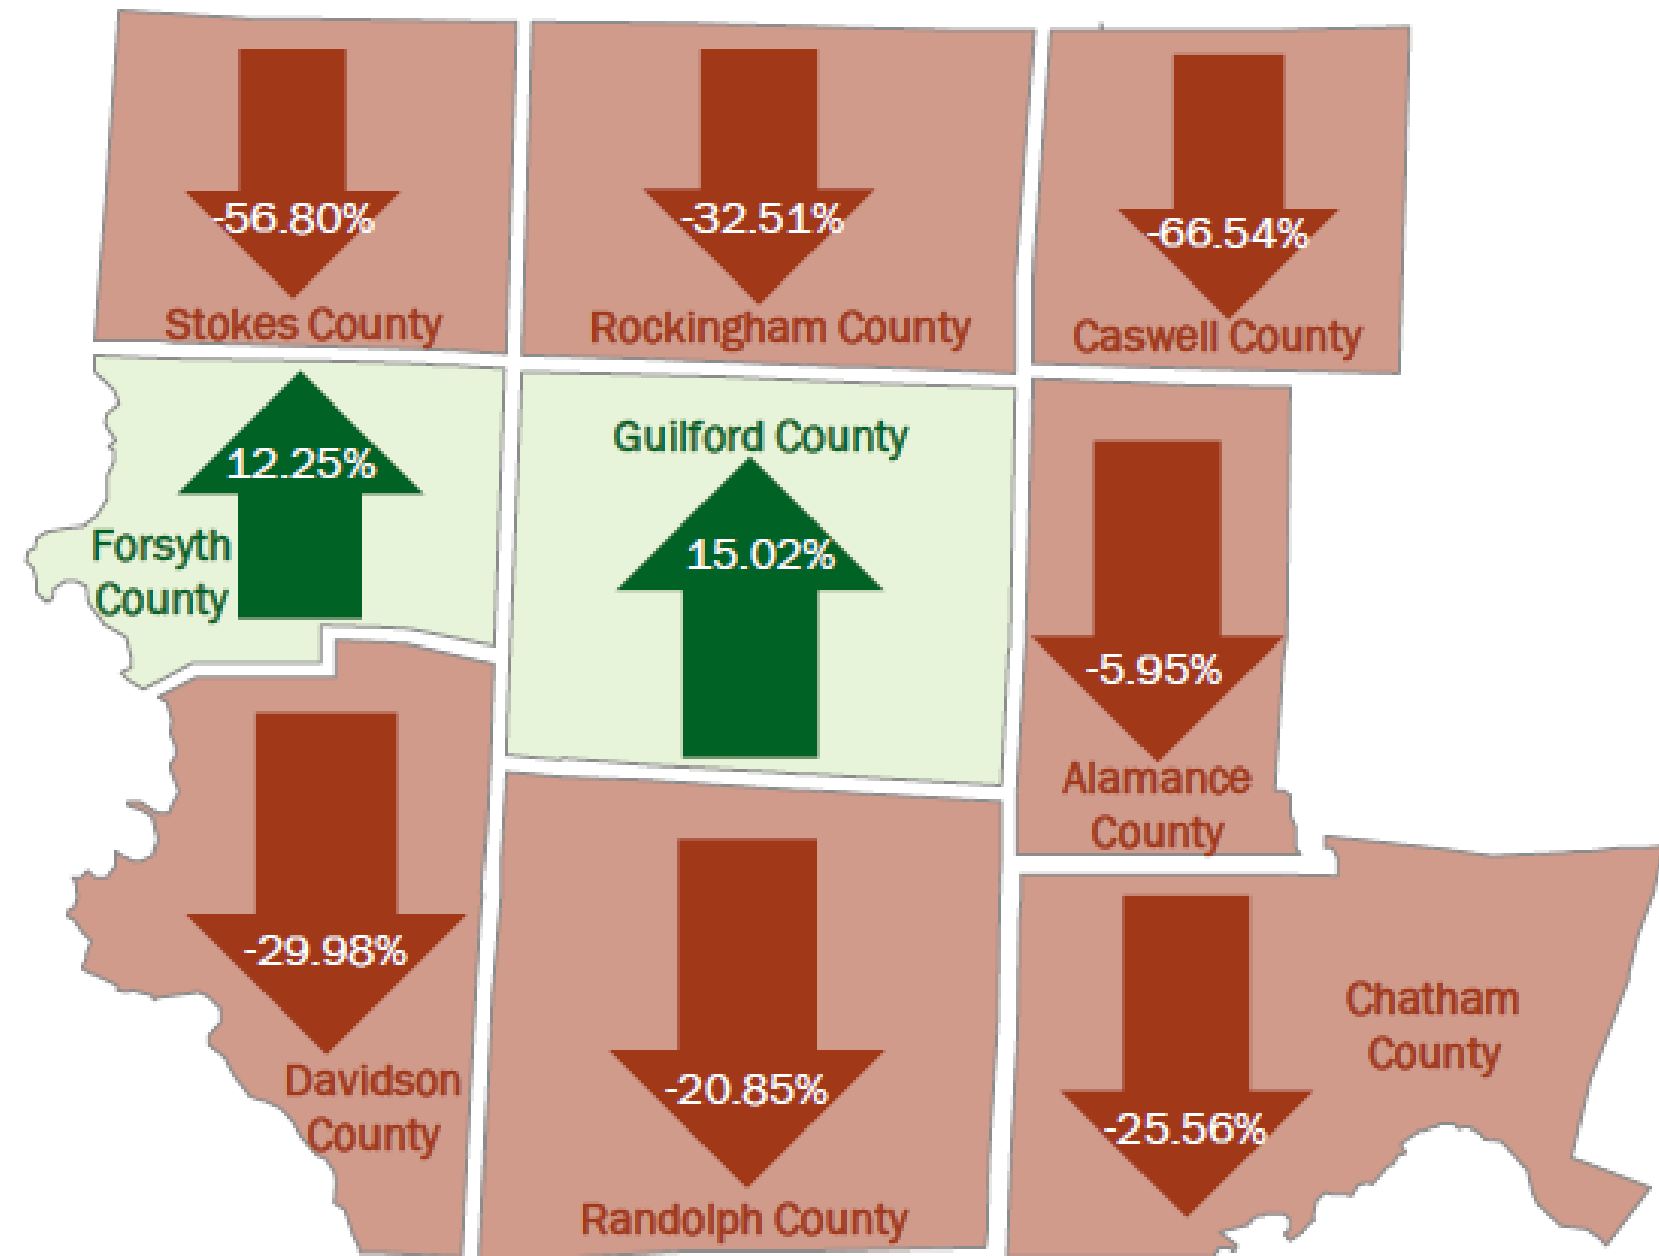 -56.80%
Stokes County
-32.51%
Rockingham County
-66.54%
Caswell County
12.25%
Forsyth
County
Guilford County
15.02%
-5.95%
Alamance
County
-29.98%
Davidson
County
-20.85%
Randolph County
Chatham
County
-25.56%